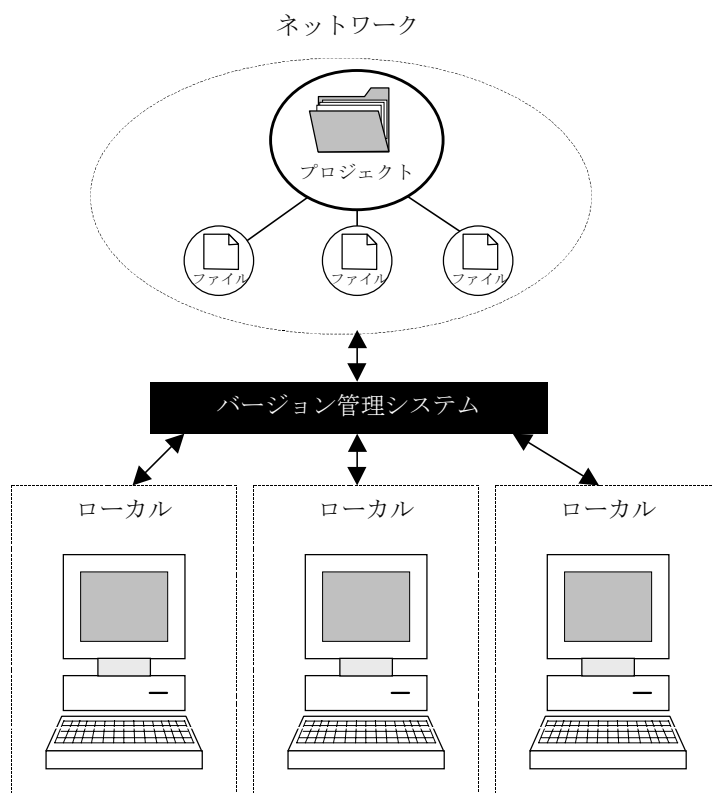 ネットワーク
プロジェクト
ファイル
ファイル
ファイル
バージョン管理システム
ローカル
ローカル
ローカル